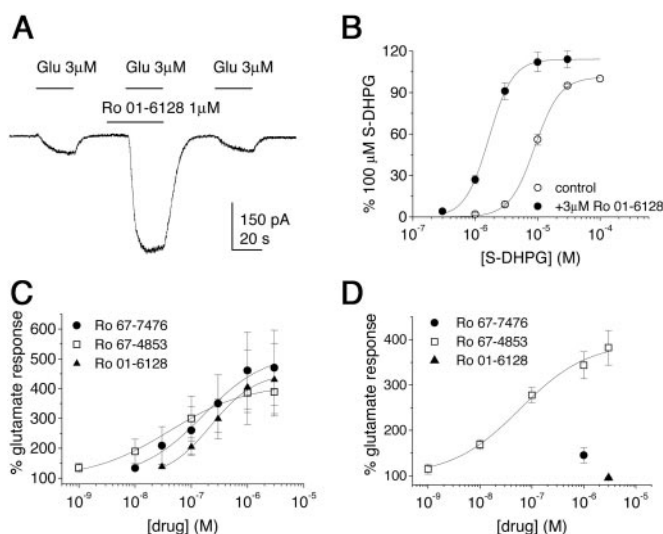 A
Glu 3μM Glu 3μM Glu 3μM
Ro 01-6128 1μM
150 pA
20 s
B
% 100 μM S-DHPG
120
90
60
30
0
control
+3μM Ro 01-6128
10-7 10-6 10-5 10-4
[S-DHPG] (M)
C
% glutamate response
600
500
400
300
200
100
Ro 67-7476
Ro 67-4853
Ro 01-6128
10-9 10-8 10-7 10-6 10-5
[drug] (M)
D
% glutamate response
400
300
200
100
Ro 67-7476
Ro 67-4853
Ro 01-6128
10-9 10-8 10-7 10-6 10-5
[drug] (M)